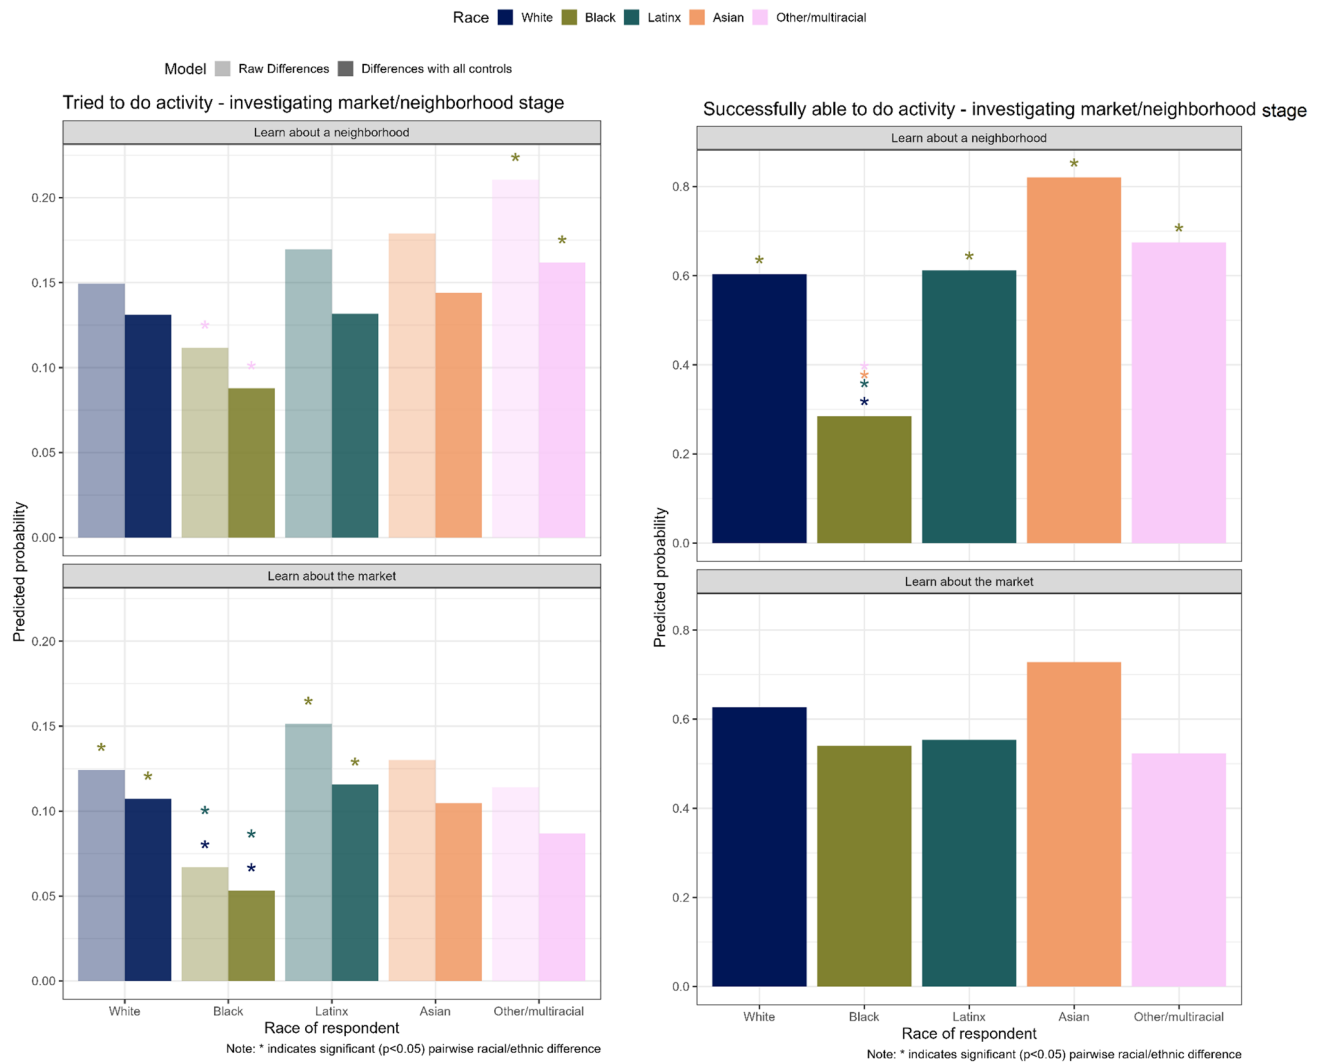 Race White Black Latinx Asian Other/multiracial
Model Raw Differences Differences with all controls
Tried to do activity - investigating market/neighborhood stage
Learn about a neighborhood
0.20
0.15
0.10
0.05
0.00
Learn about the market
0.20
0.15
0.10
0.05
0.00
Predicted probability
White Black Latinx Asian Other/multiracial
Race of respondent
Note: * indicates significant (p<0.05) pairwise racial/ethnic difference
Successfully able to do activity - investigating market/neighborhood stage
Learn about a neighborhood
0.8
0.6
0.4
0.2
0.0
Learn about the market
0.8
0.6
0.4
0.2
0.0
Predicted probability
White Black Latinx Asian Other/multiracial
Race of respondent
Note: * indicates significant (p<0.05) pairwise racial/ethnic difference